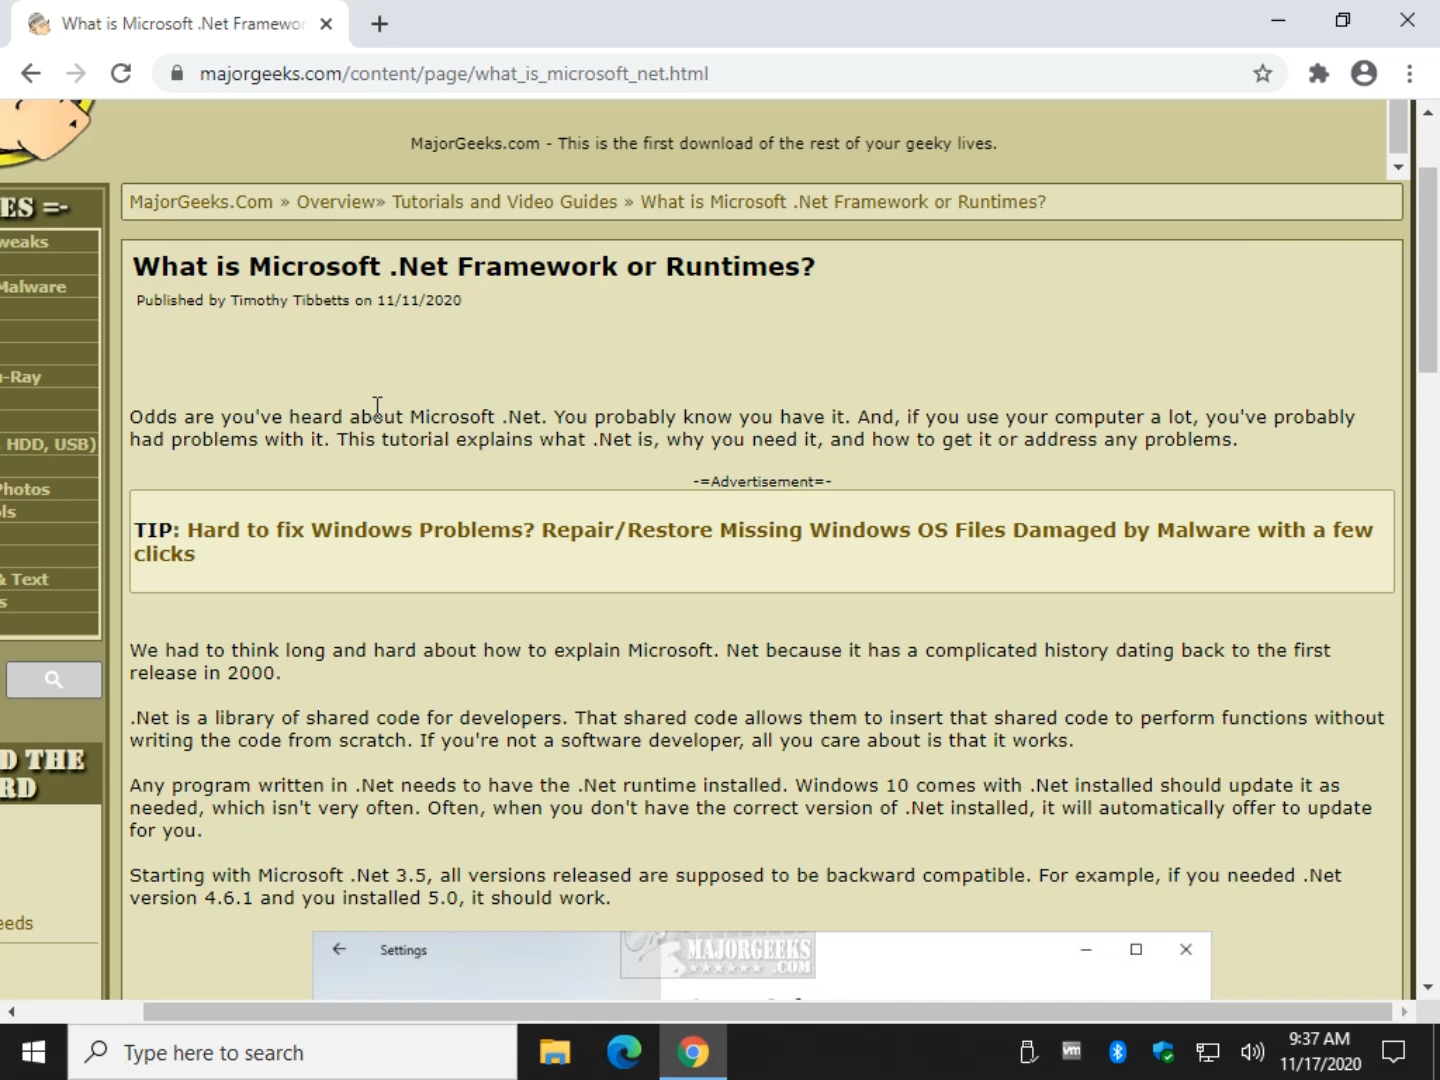 What is Microsoft .Net Framewor
majorgeeks.com/content/page/what_is_microsoft_net.html
MajorGeeks.com - This is the first download of the rest of your geeky lives.
MajorGeeks.Com » Overview» Tutorials and Video Guides » What is Microsoft .Net Framework or Runtimes?
ES =-
weaks
Malware
-Ray
HDD, USB)
Photos
ls
& Text
s
D THE
RD
eeds
What is Microsoft .Net Framework or Runtimes?
Published by Timothy Tibbetts on 11/11/2020
Odds are you've heard about Microsoft .Net. You probably know you have it. And, if you use your computer a lot, you've probably
had problems with it. This tutorial explains what .Net is, why you need it, and how to get it or address any problems.
-=Advertisement=-
TIP: Hard to fix Windows Problems? Repair/Restore Missing Windows OS Files Damaged by Malware with a few
clicks
We had to think long and hard about how to explain Microsoft. Net because it has a complicated history dating back to the first
release in 2000.
.Net is a library of shared code for developers. That shared code allows them to insert that shared code to perform functions without
writing the code from scratch. If you're not a software developer, all you care about is that it works.
Any program written in .Net needs to have the .Net runtime installed. Windows 10 comes with .Net installed should update it as
needed, which isn't very often. Often, when you don't have the correct version of .Net installed, it will automatically offer to update
for you.
Starting with Microsoft .Net 3.5, all versions released are supposed to be backward compatible. For example, if you needed .Net
version 4.6.1 and you installed 5.0, it should work.
Settings
MAJORGEEKS
.COM
Type here to search
vm
9:37 AM
11/17/2020